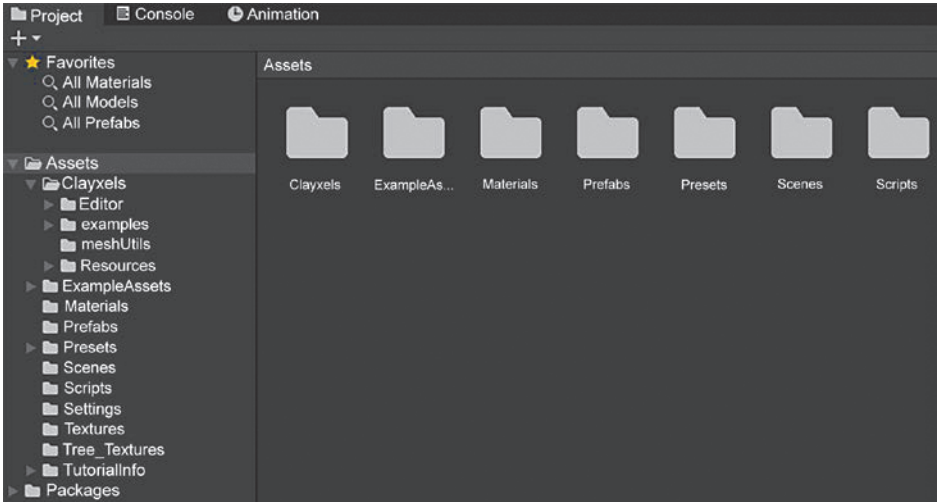 Project Console Animation
+
Favorites
All Materials
All Models
All Prefabs
Assets
Clayxels
Editor
examples
meshUtils
Resources
ExampleAssets
Materials
Prefabs
Presets
Scenes
Scripts
Settings
Textures
Tree_Textures
TutorialInfo
Packages
Assets
Clayxels ExampleAs... Materials Prefabs Presets Scenes Scripts